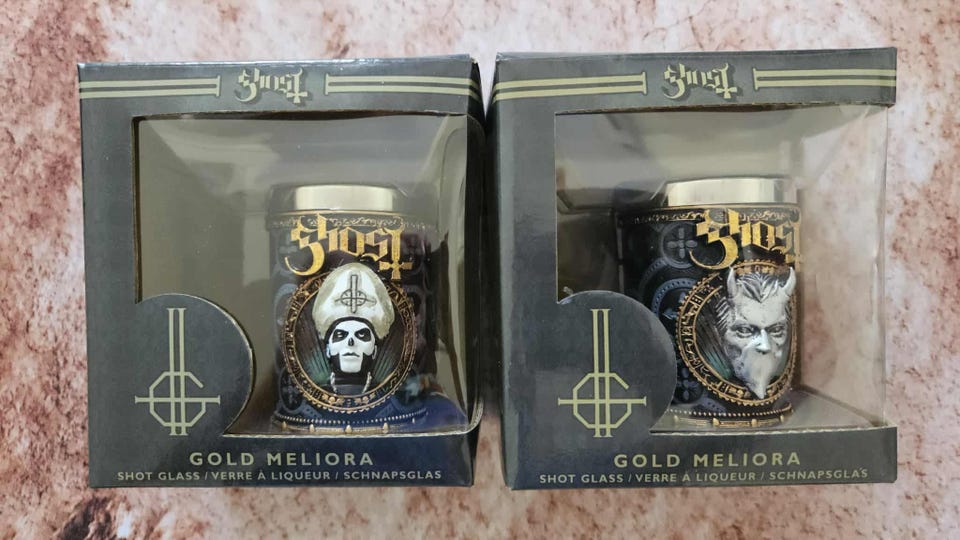 Ghost
Ghost
GOLD MELIORA
SHOT GLASS / VERRE À LIQUEUR / SCHNAPSGLAS
Ghost
Ghost
GOLD MELIORA
SHOT GLASS / VERRE À LIQUEUR / SCHNAPSGLAS